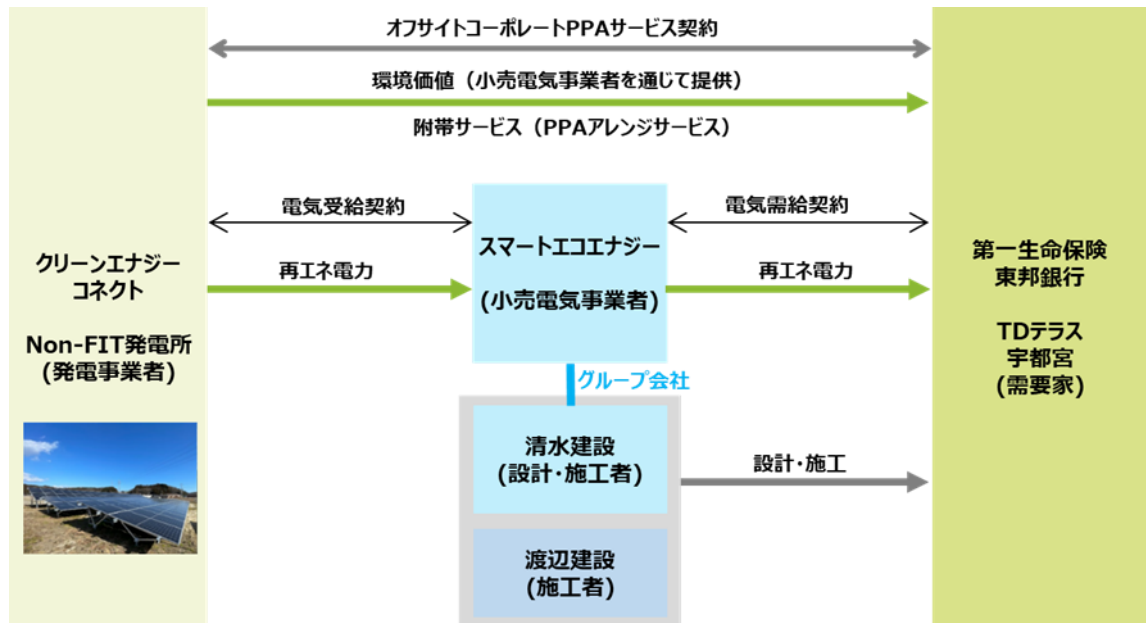 オフサイトコーポレートPPAサービス契約
環境価値（小売電気事業者を通じて提供）
附帯サービス（PPAアレンジサービス）
電気受給契約
電気需給契約
再エネ電力
再エネ電力
クリーンエナジー
コネクト
Non-FIT発電所
(発電事業者)
スマートエコエナジー
(小売電気事業者)
第一生命保険
東邦銀行
TDテラス
宇都宮
(需要家)
グループ会社
清水建設
(設計・施工者)
設計・施工
渡辺建設
(施工者)